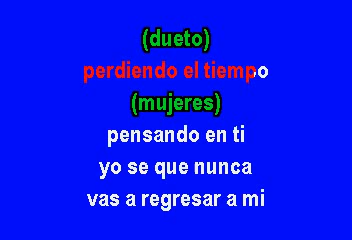 (dueto)
perdiendo el tiempo
(mujeres)
pensando en ti
yo se que nunca
vas a regresar a mi